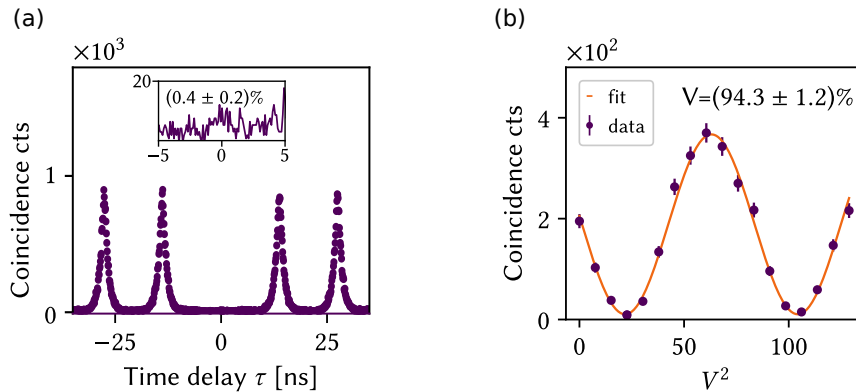 (a)
×10³
20
(0.4 ± 0.2)%
−5 0 5
1
0
Coincidence cts
−25 0 25
Time delay τ [ns]
(b)
×10²
fit
data
V=(94.3 ± 1.2)%
4
2
0
Coincidence cts
0 50 100
V²